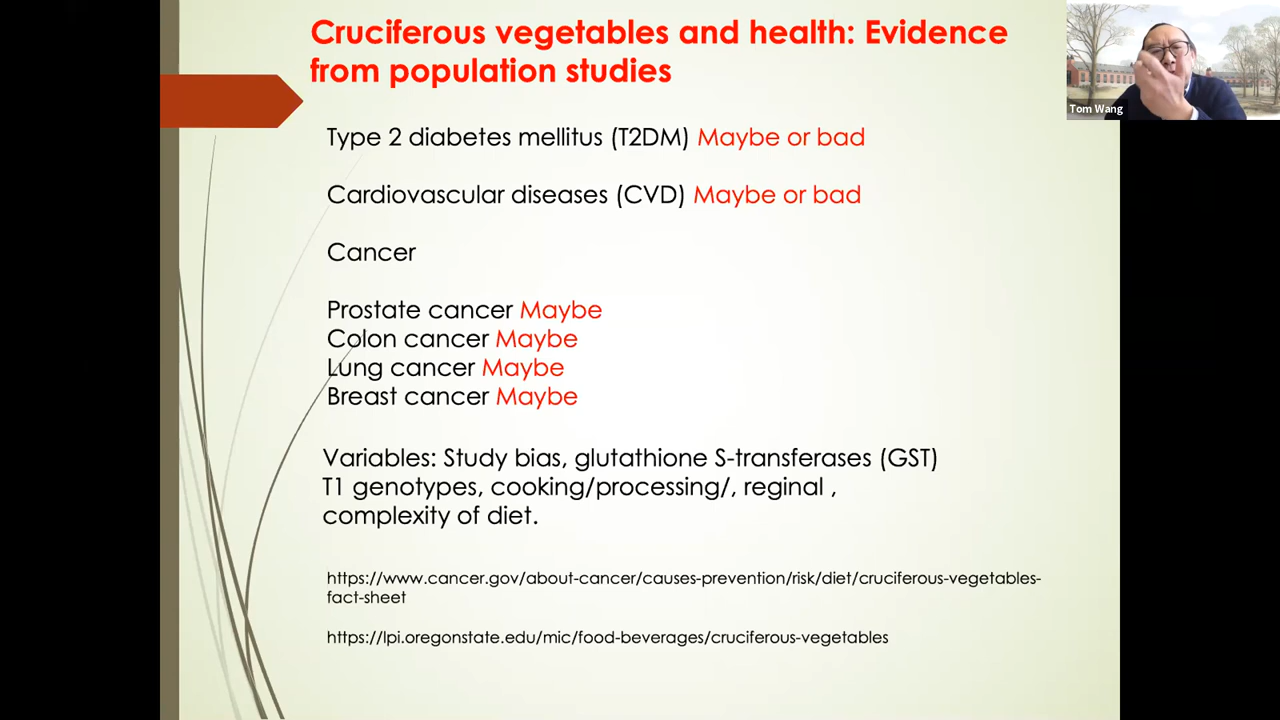 Cruciferous vegetables and health: Evidence
from population studies
Tom Wang
Type 2 diabetes mellitus (T2DM) Maybe or bad
Cardiovascular diseases (CVD) Maybe or bad
Cancer
Prostate cancer Maybe
Colon cancer Maybe
Lung cancer Maybe
Breast cancer Maybe
Variables: Study bias, glutathione S-transferases (GST)
T1 genotypes, cooking/processing/, reginal ,
complexity of diet.
https://www.cancer.gov/about-cancer/causes-prevention/risk/diet/cruciferous-vegetables-
fact-sheet
https://lpi.oregonstate.edu/mic/food-beverages/cruciferous-vegetables